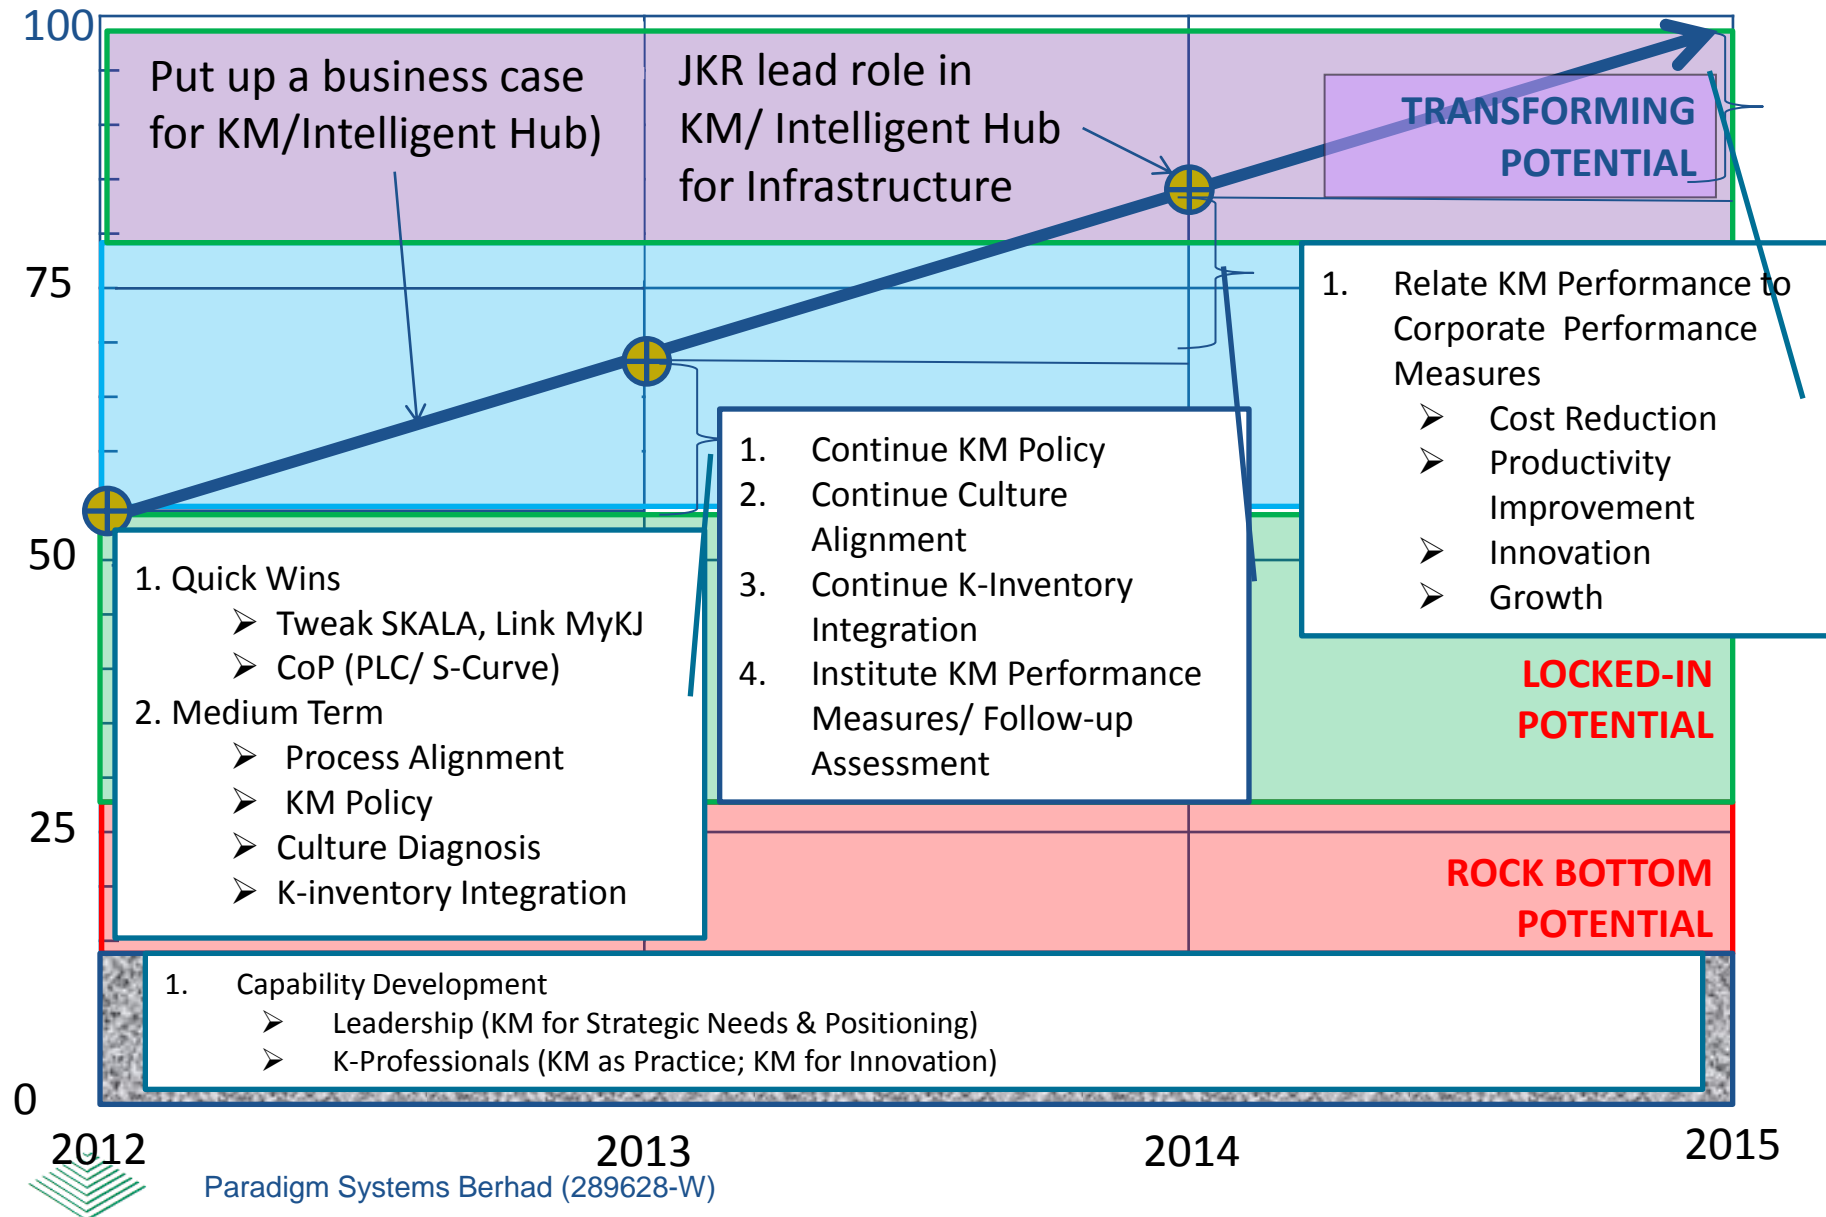 100
Put up a business case
for KM/Intelligent Hub)
JKR lead role in
KM/ Intelligent Hub
for Infrastructure
TRANSFORMING
POTENTIAL
75
1. Relate KM Performance to
Corporate Performance
Measures
➢ Cost Reduction
➢ Productivity
Improvement
➢ Innovation
➢ Growth
1. Continue KM Policy
2. Continue Culture
Alignment
3. Continue K-Inventory
Integration
4. Institute KM Performance
Measures/ Follow-up
Assessment
50
1. Quick Wins
➢ Tweak SKALA, Link MyKJ
➢ CoP (PLC/ S-Curve)
2. Medium Term
➢ Process Alignment
➢ KM Policy
➢ Culture Diagnosis
➢ K-inventory Integration
LOCKED-IN
POTENTIAL
25
ROCK BOTTOM
POTENTIAL
1. Capability Development
➢ Leadership (KM for Strategic Needs & Positioning)
➢ K-Professionals (KM as Practice; KM for Innovation)
0
2012
2013
2014
2015
Paradigm Systems Berhad (289628-W)